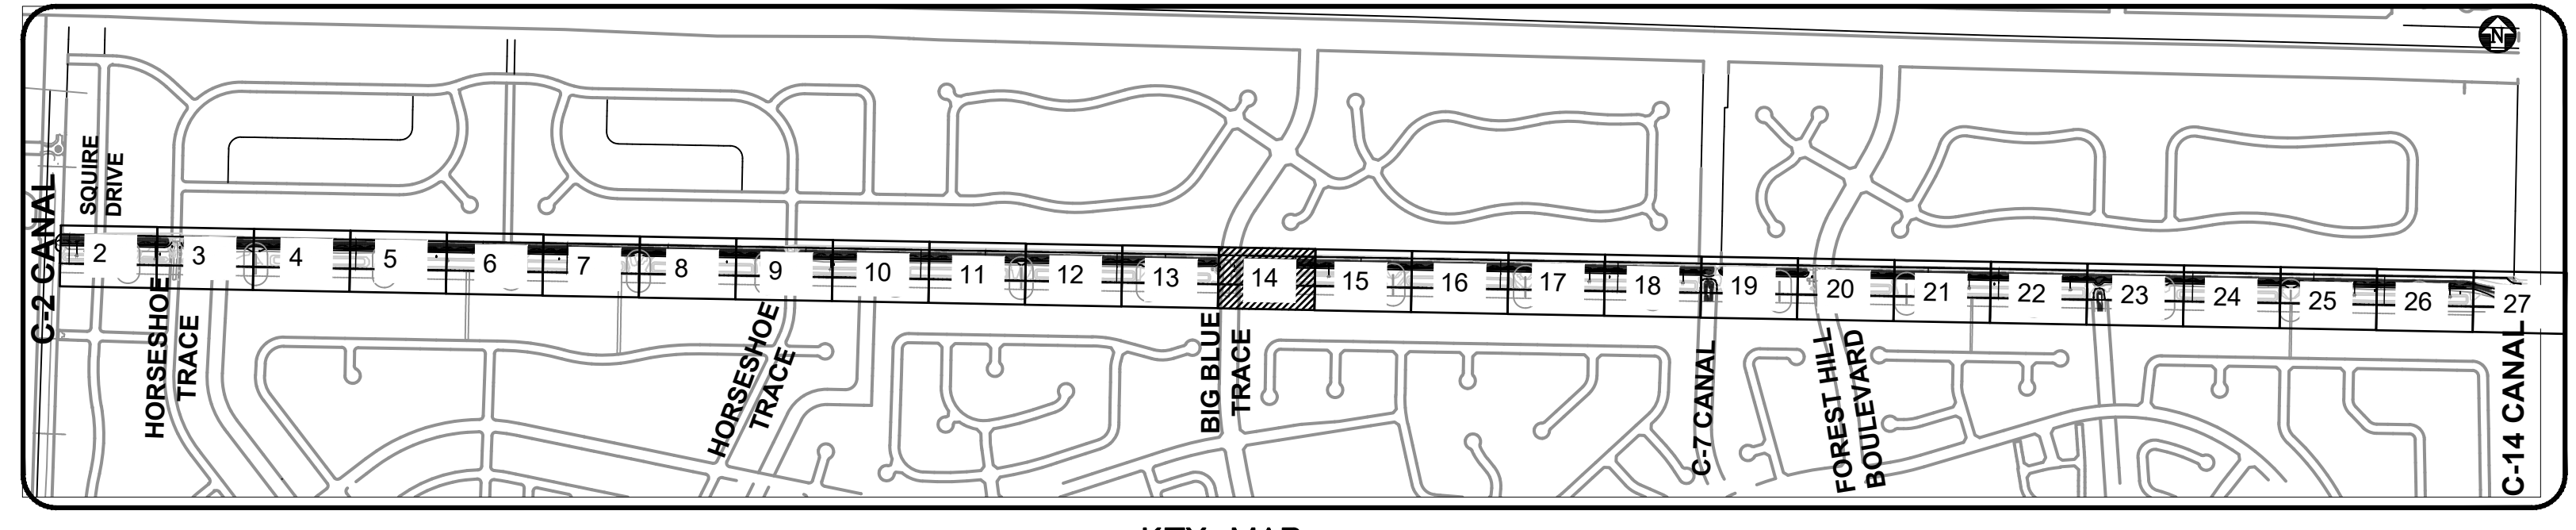 N
SQUIRE
DRIVE
C-2 CANAL
2 3 4 5 6 7 8 9 10 11 12 13 14 15 16 17 18 19 20 21 22 23 24 25 26 27
HORSESHOE
TRACE
HORSESHOE
TRACE
BIG BLUE
TRACE
C-7 CANAL
FOREST HILL
BOULEVARD
C-14 CANAL
KEY MAP